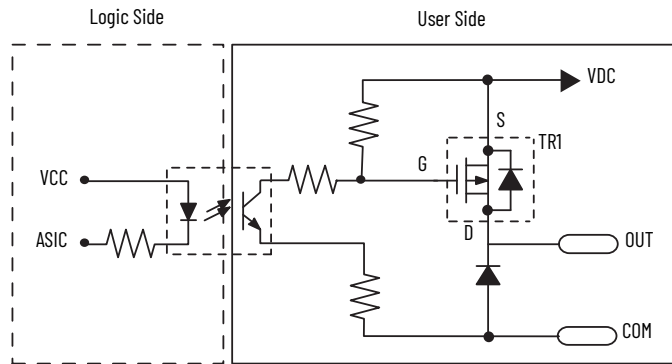 Logic Side
User Side
VDC
S
TR1
G
VCC
D
ASIC
OUT
COM